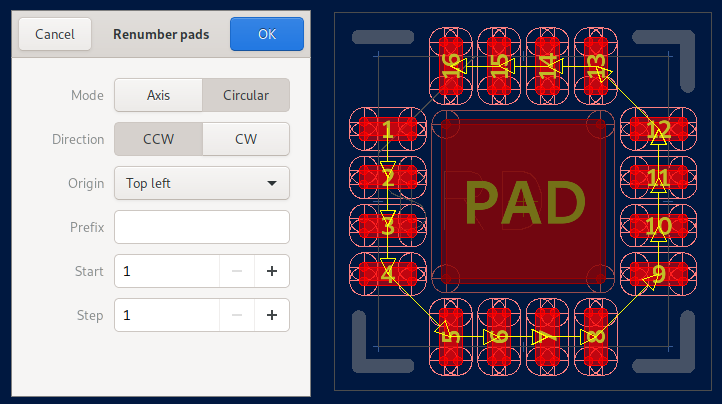 Cancel Renumber pads OK
Mode Axis Circular
Direction CCW CW
Origin Top left
Prefix
Start 1 − +
Step 1 − +
16 15 14 13
1 12
2 11
PAD
3 10
4 9
5 6 7 8